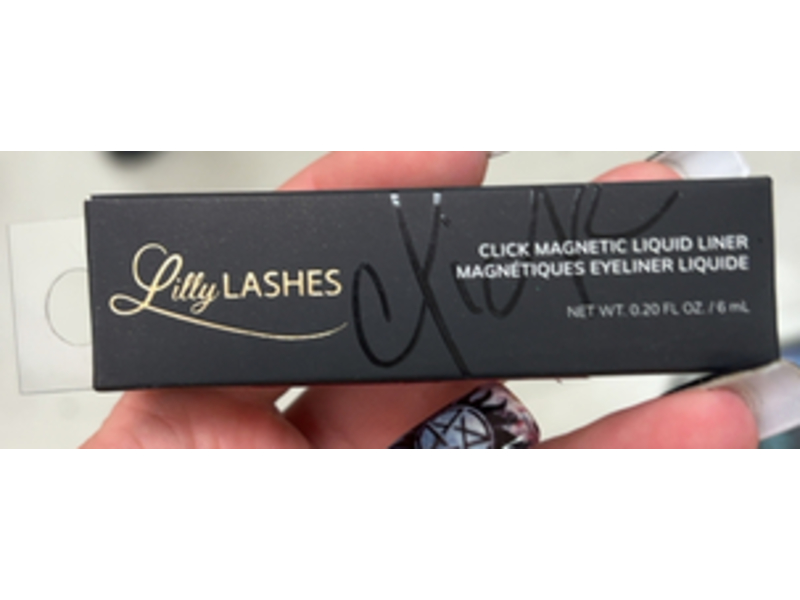 Lilly LASHES
CLICK MAGNETIC LIQUID LINER
MAGNÉTIQUES EYELINER LIQUIDE
NET WT. 0.20 FL OZ. / 6 mL